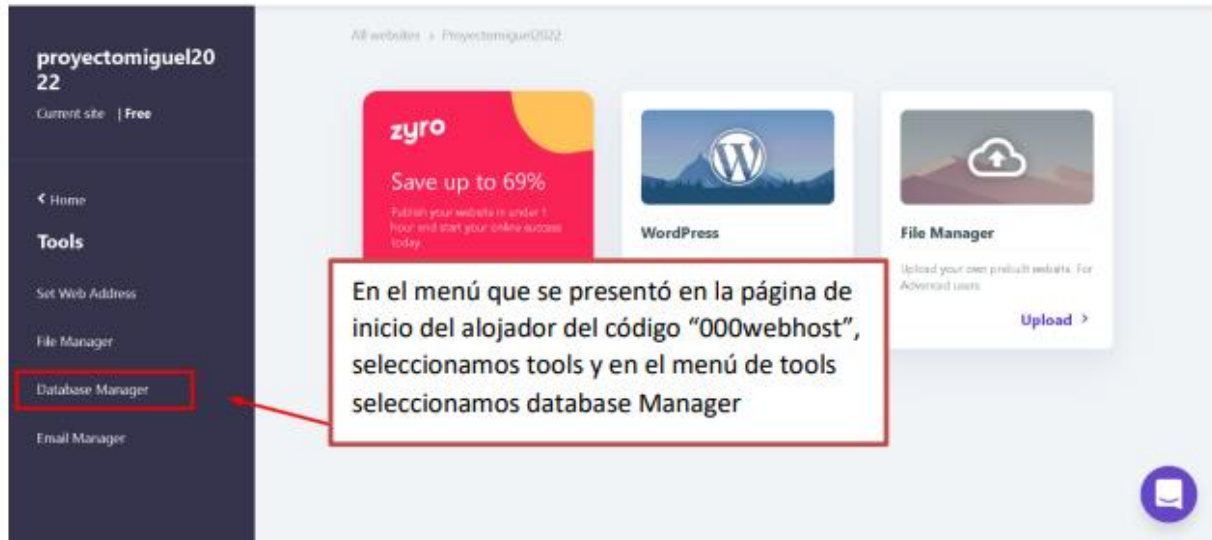 proyectomiguel20
22
Current site | Free
< Home
Tools
Set Web Address
File Manager
Database Manager
Email Manager
All websites > Proyectomiguel2022
zyro
Save up to 69%
Publish your website in under 1
hour and start your online success
today
WordPress
File Manager
Upload your own prebuilt website. For
Advanced users.
Upload >
En el menú que se presentó en la página de
inicio del alojador del código “000webhost”,
seleccionamos tools y en el menú de tools
seleccionamos database Manager